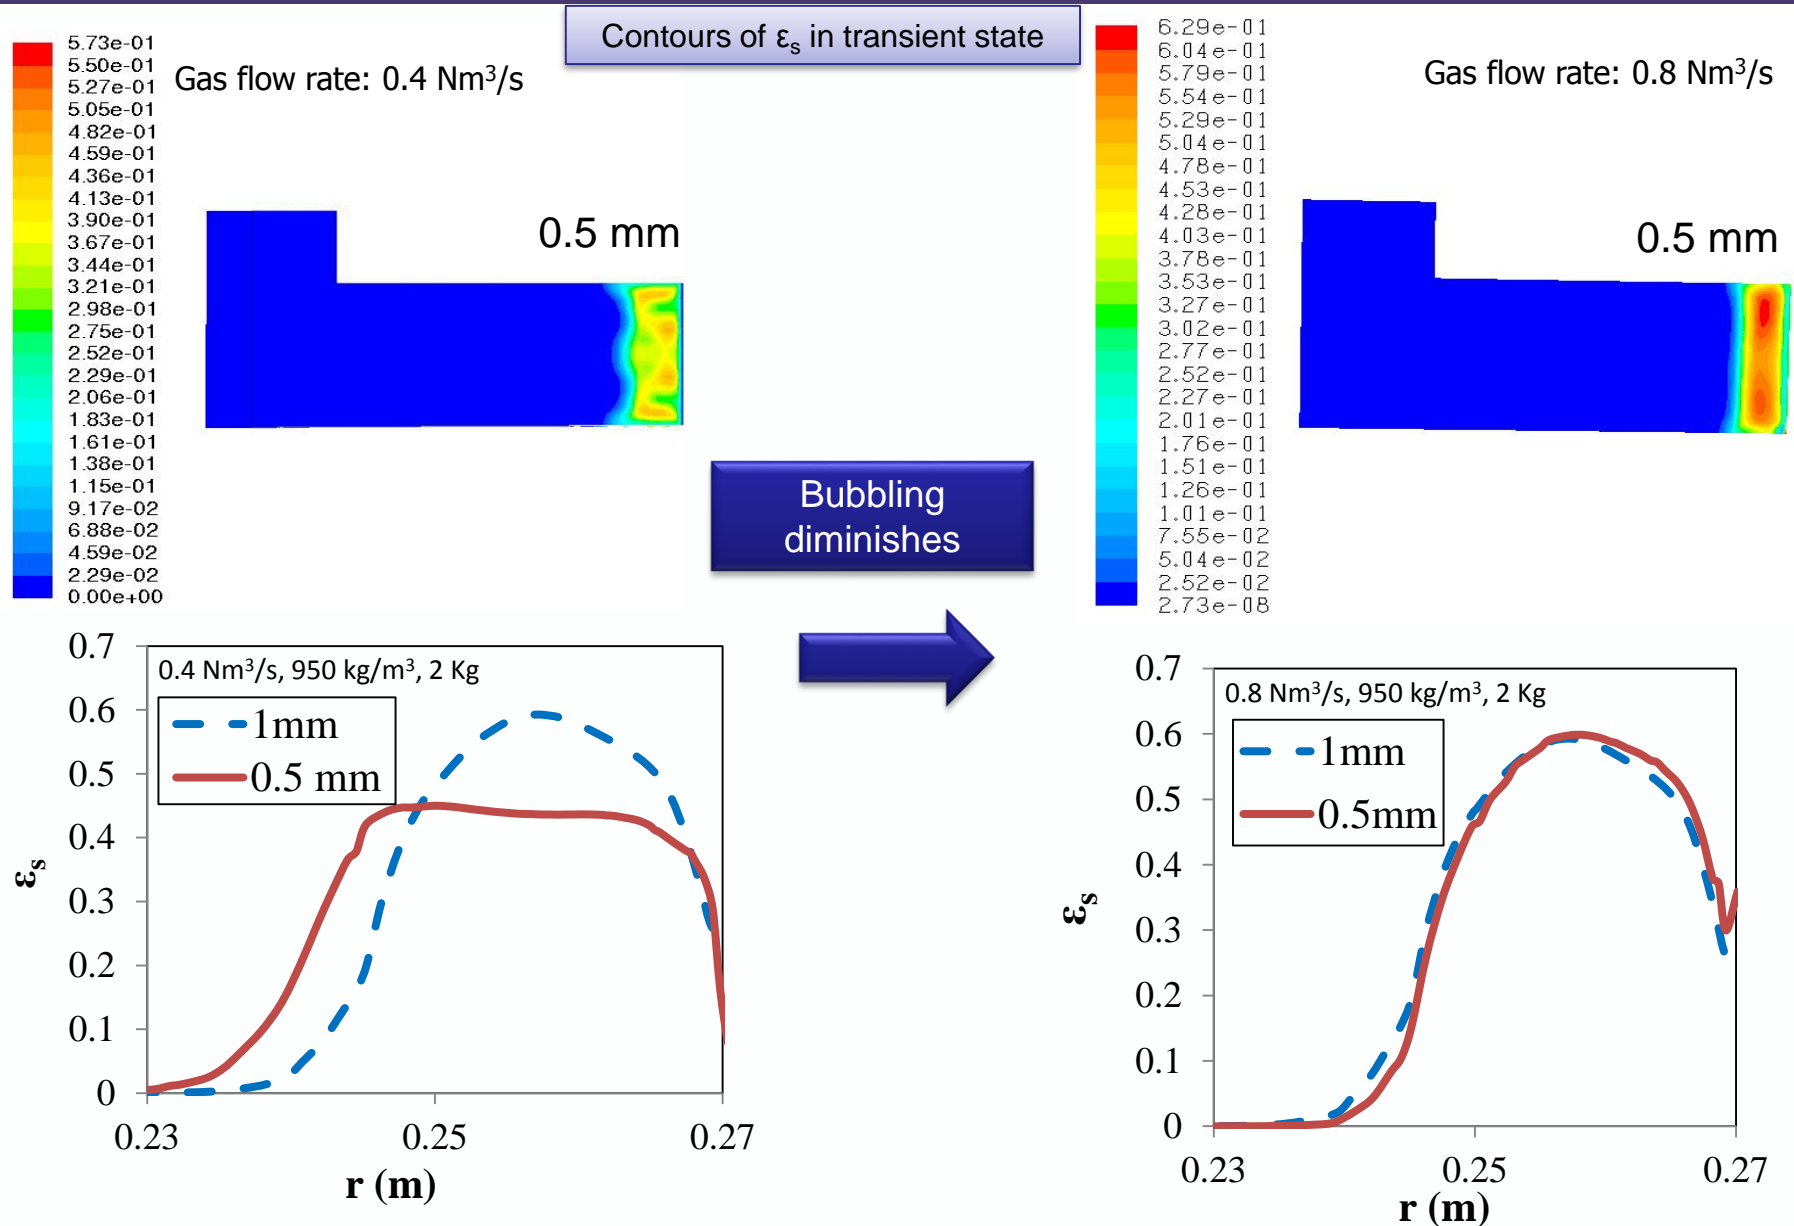 Contours of εs in transient state
5.73e-01
5.50e-01
5.27e-01
5.05e-01
4.82e-01
4.59e-01
4.36e-01
4.13e-01
3.90e-01
3.67e-01
3.44e-01
3.21e-01
2.98e-01
2.75e-01
2.52e-01
2.29e-01
2.06e-01
1.83e-01
1.61e-01
1.38e-01
1.15e-01
9.17e-02
6.88e-02
4.59e-02
2.29e-02
0.00e+00
Gas flow rate: 0.4 Nm³/s
0.5 mm
6.29e-01
6.04e-01
5.79e-01
5.54e-01
5.29e-01
5.04e-01
4.78e-01
4.53e-01
4.28e-01
4.03e-01
3.78e-01
3.53e-01
3.27e-01
3.02e-01
2.77e-01
2.52e-01
2.27e-01
2.01e-01
1.76e-01
1.51e-01
1.26e-01
1.01e-01
7.55e-02
5.04e-02
2.52e-02
2.73e-08
Gas flow rate: 0.8 Nm³/s
0.5 mm
Bubbling
diminishes
0.7
0.6
0.5
0.4
0.3
0.2
0.1
0
εs
0.4 Nm³/s, 950 kg/m³, 2 Kg
1mm
0.5 mm
0.23
0.25
0.27
r (m)
0.7
0.6
0.5
0.4
0.3
0.2
0.1
0
εs
0.8 Nm³/s, 950 kg/m³, 2 Kg
1mm
0.5mm
0.23
0.25
0.27
r (m)